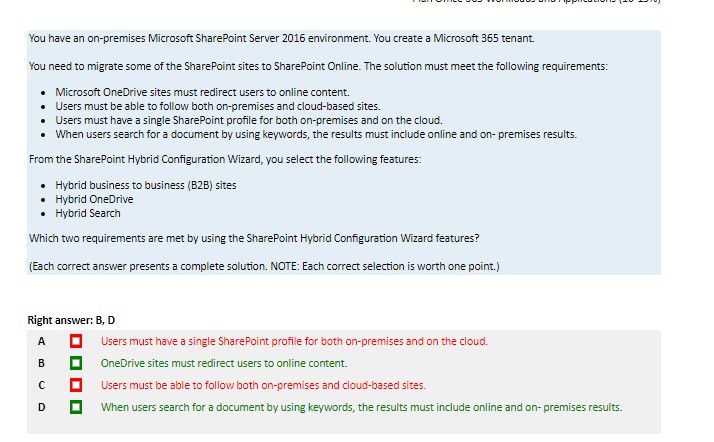 You have an on-premises Microsoft SharePoint Server 2016 environment. You create a Microsoft 365 tenant.
You need to migrate some of the SharePoint sites to SharePoint Online. The solution must meet the following requirements:
• Microsoft OneDrive sites must redirect users to online content.
• Users must be able to follow both on-premises and cloud-based sites.
• Users must have a single SharePoint profile for both on-premises and on the cloud.
• When users search for a document by using keywords, the results must include online and on- premises results.
From the SharePoint Hybrid Configuration Wizard, you select the following features:
• Hybrid business to business (B2B) sites
• Hybrid OneDrive
• Hybrid Search
Which two requirements are met by using the SharePoint Hybrid Configuration Wizard features?
(Each correct answer presents a complete solution. NOTE: Each correct selection is worth one point.)
Right answer: B, D
A Users must have a single SharePoint profile for both on-premises and on the cloud.
B OneDrive sites must redirect users to online content.
C Users must be able to follow both on-premises and cloud-based sites.
D When users search for a document by using keywords, the results must include online and on- premises results.